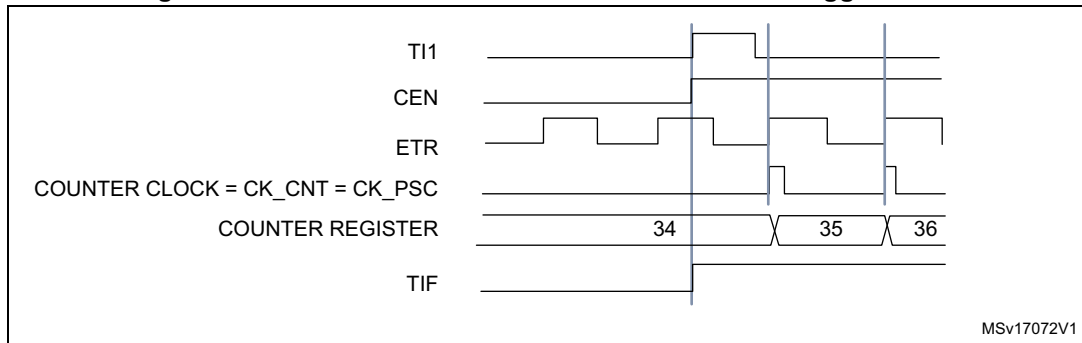 TI1
CEN
ETR
COUNTER CLOCK = CK_CNT = CK_PSC
COUNTER REGISTER 34 35 36
TIF
MSv17072V1